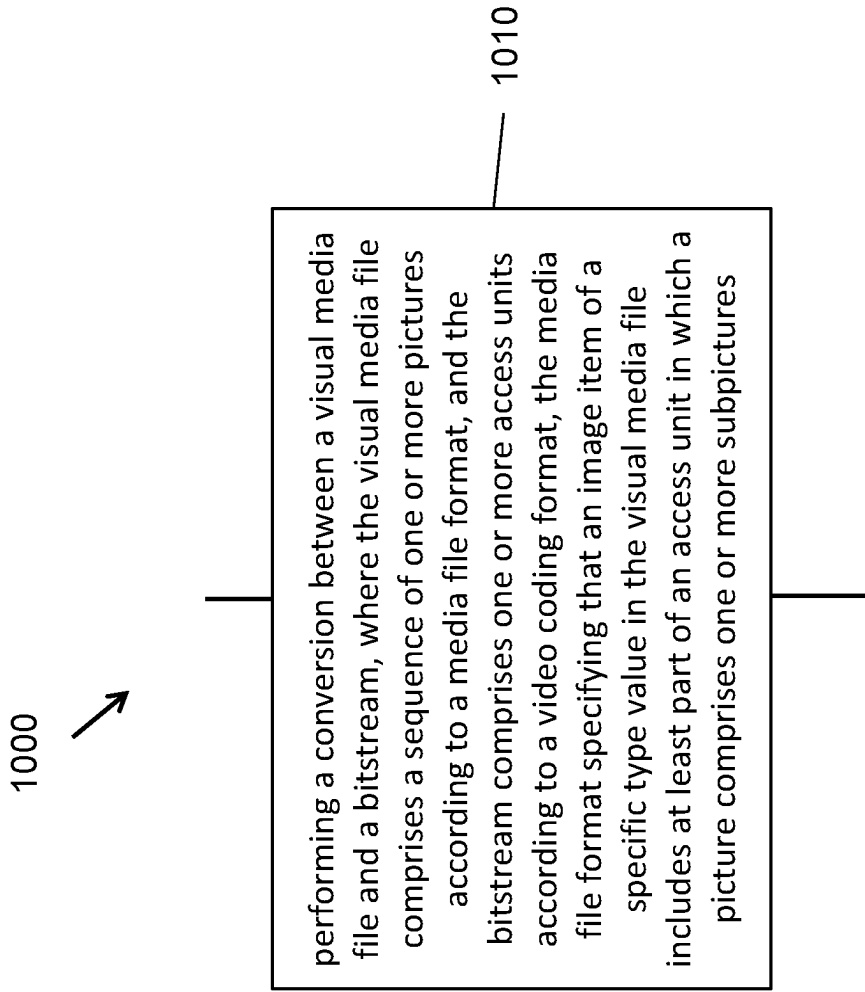 1000
performing a conversion between a visual media
file and a bitstream, where the visual media file
comprises a sequence of one or more pictures
according to a media file format, and the
bitstream comprises one or more access units
according to a video coding format, the media
file format specifying that an image item of a
specific type value in the visual media file
includes at least part of an access unit in which a
picture comprises one or more subpictures
1010